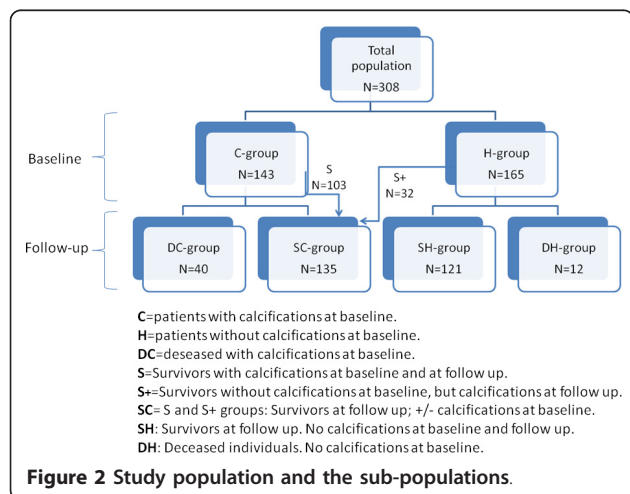 Total
population
N=308
Baseline
C-group
N=143
S
N=103
S+
N=32
H-group
N=165
Follow-up
DC-group
N=40
SC-group
N=135
SH-group
N=121
DH-group
N=12
C=patients with calcifications at baseline.
H=patients without calcifications at baseline.
DC=deseased with calcifications at baseline.
S=Survivors with calcifications at baseline and at follow up.
S+=Survivors without calcifications at baseline, but calcifications at follow up.
SC= S and S+ groups: Survivors at follow up; +/- calcifications at baseline.
SH: Survivors at follow up. No calcifications at baseline and follow up.
DH: Deceased individuals. No calcifications at baseline.
Figure 2 Study population and the sub-populations.